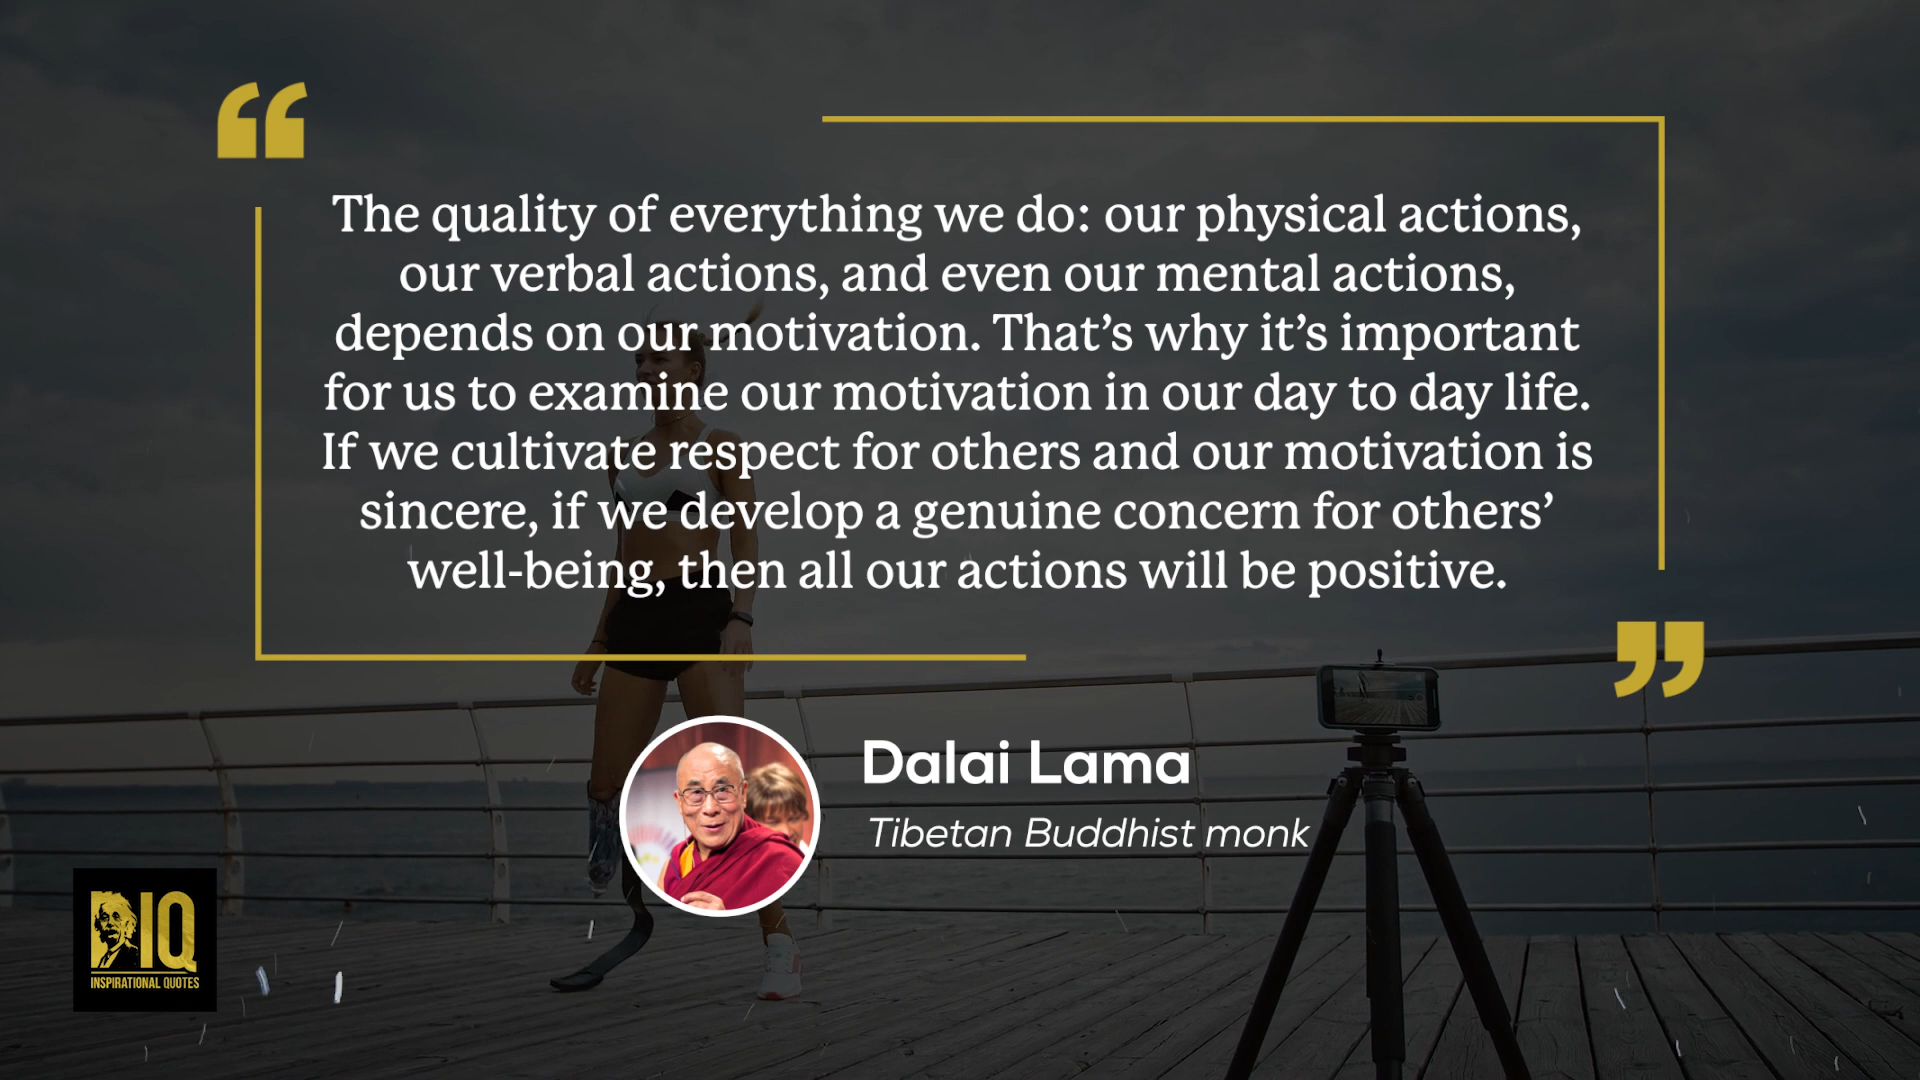 “
The quality of everything we do: our physical actions,
our verbal actions, and even our mental actions,
depends on our motivation. That’s why it’s important
for us to examine our motivation in our day to day life.
If we cultivate respect for others and our motivation is
sincere, if we develop a genuine concern for others’
well-being, then all our actions will be positive.
”
Dalai Lama
Tibetan Buddhist monk
IQ
INSPIRATIONAL QUOTES